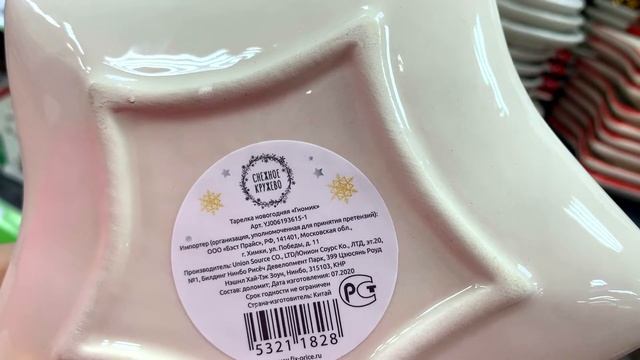 СНЕЖНОЕ
КРУЖЕВО
Тарелка новогодняя «Гномик»
Арт. YJ006193615-1
Импортер (организация, уполномоченная для принятия претензий):
ООО «Бэст Прайс», РФ, 141401, Московская обл.,
г. Химки, ул. Победы, д. 11
Производитель: Union Source CO., LTD/Юнион Соурс Ко., ЛТД, эт.20,
№1, Билдинг Нинбо Рисёч Девелопмент Парк, 399 Цзюсянь Роуд
Нэшнл Хай-Тэк Зоун, Нинбо, 315103, КНР
Состав: доломит; Дата изготовления: 07.2020
Срок годности не ограничен
Страна-изготовитель: Китай
РСТ
5321 1828
www.fix-price.ru